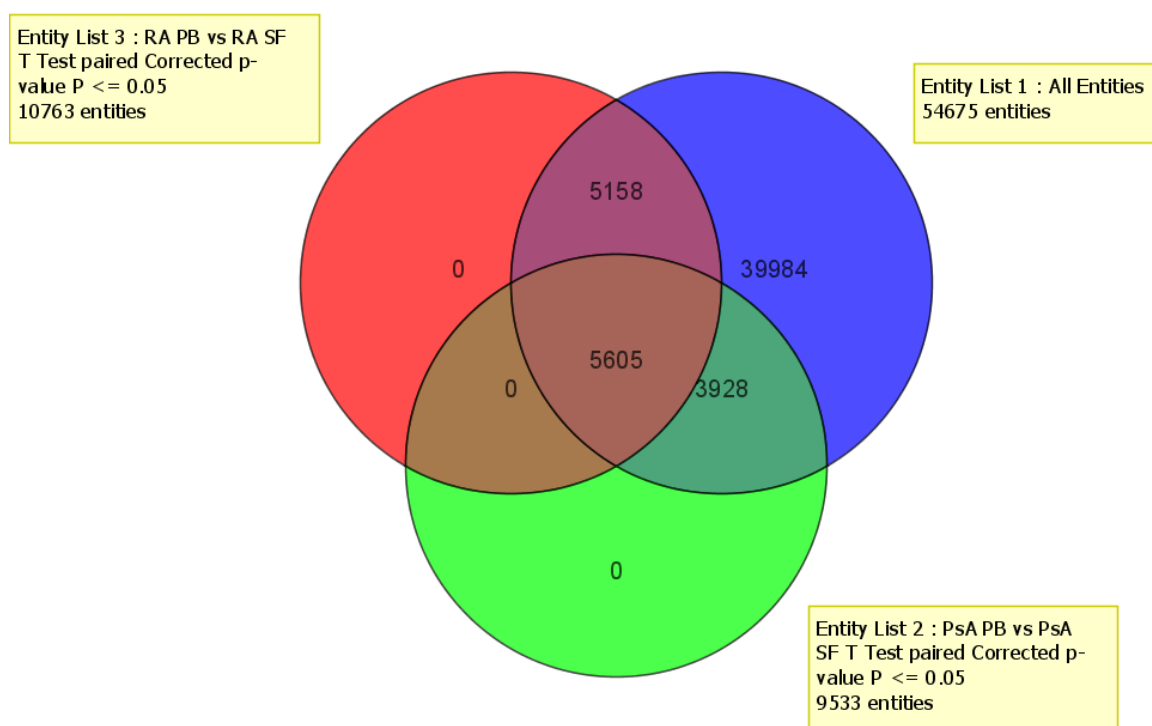 Entity List 3 : RA PB vs RA SF
T Test paired Corrected p-
value P <= 0.05
10763 entities
Entity List 1 : All Entities
54675 entities
5158
0
39984
5605
0
3928
0
Entity List 2 : PsA PB vs PsA
SF T Test paired Corrected p-
value P <= 0.05
9533 entities